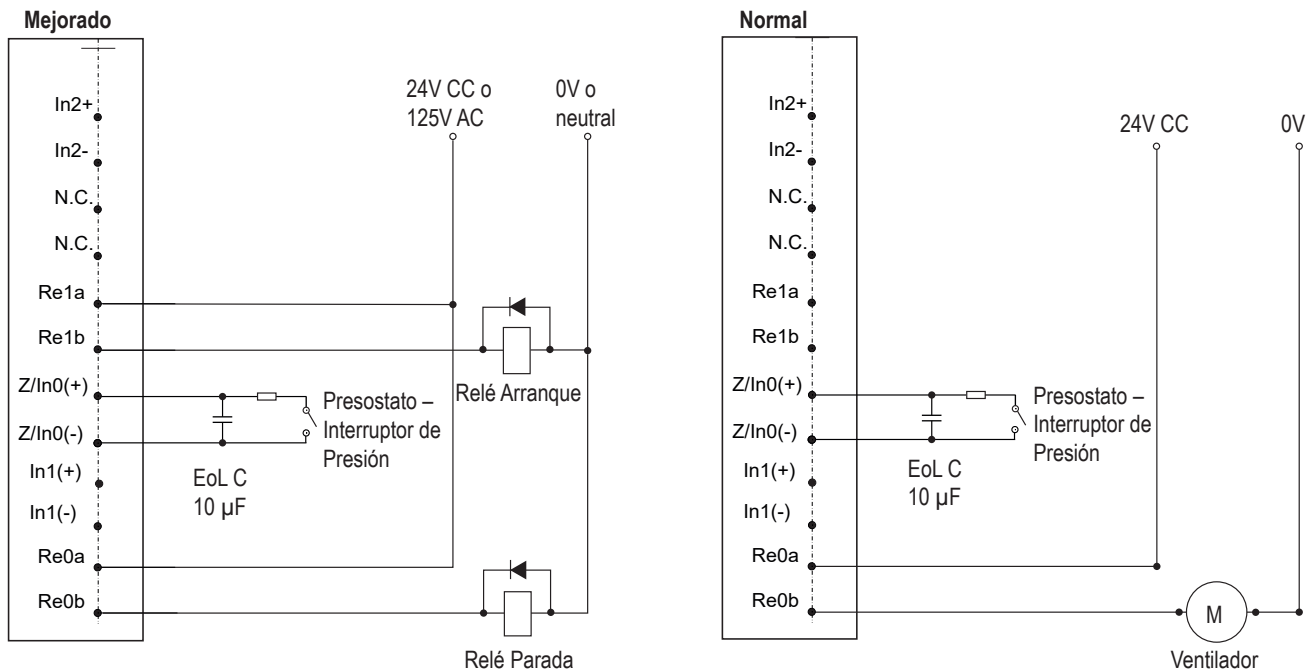 Mejorado
24V CC o
125V AC
0V o
neutral
In2+
In2-
N.C.
N.C.
Re1a
Re1b
Relé Arranque
Z/In0(+)
Z/In0(-)
Presostato –
Interruptor de
Presión
In1(+)
In1(-)
EoL C
10 µF
Re0a
Re0b
Relé Parada
Normal
24V CC
0V
In2+
In2-
N.C.
N.C.
Re1a
Re1b
Z/In0(+)
Z/In0(-)
Presostato –
Interruptor de
Presión
In1(+)
In1(-)
EoL C
10 µF
Re0a
Re0b
M
Ventilador